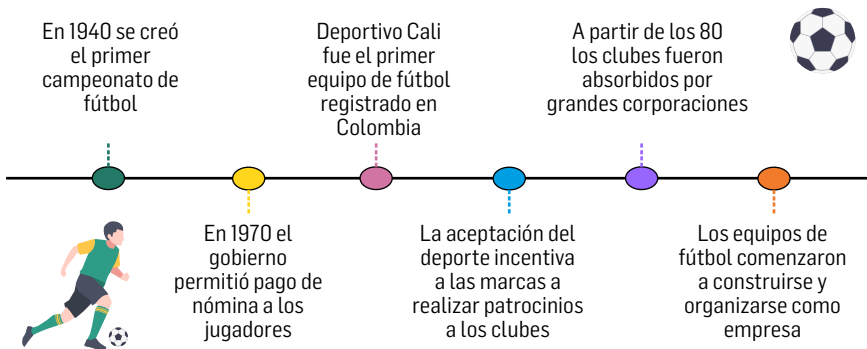 En 1940 se creó
el primer
campeonato de
fútbol
En 1970 el
gobierno
permitió pago de
nómina a los
jugadores
Deportivo Cali
fue el primer
equipo de fútbol
registrado en
Colombia
La aceptación del
deporte incentiva
a las marcas a
realizar patrocinios
a los clubes
A partir de los 80
los clubes fueron
absorbidos por
grandes corporaciones
Los equipos de
fútbol comenzaron
a construirse y
organizarse como
empresa